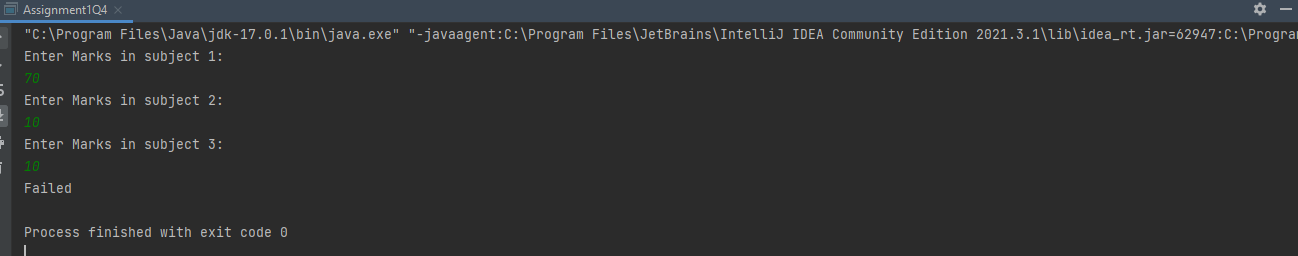 Assignment1Q4
"C:\Program Files\Java\jdk-17.0.1\bin\java.exe" "-javaagent:C:\Program Files\JetBrains\IntelliJ IDEA Community Edition 2021.3.1\lib\idea_rt.jar=62947:C:\Program
Enter Marks in subject 1:
70
Enter Marks in subject 2:
10
Enter Marks in subject 3:
10
Failed
Process finished with exit code 0